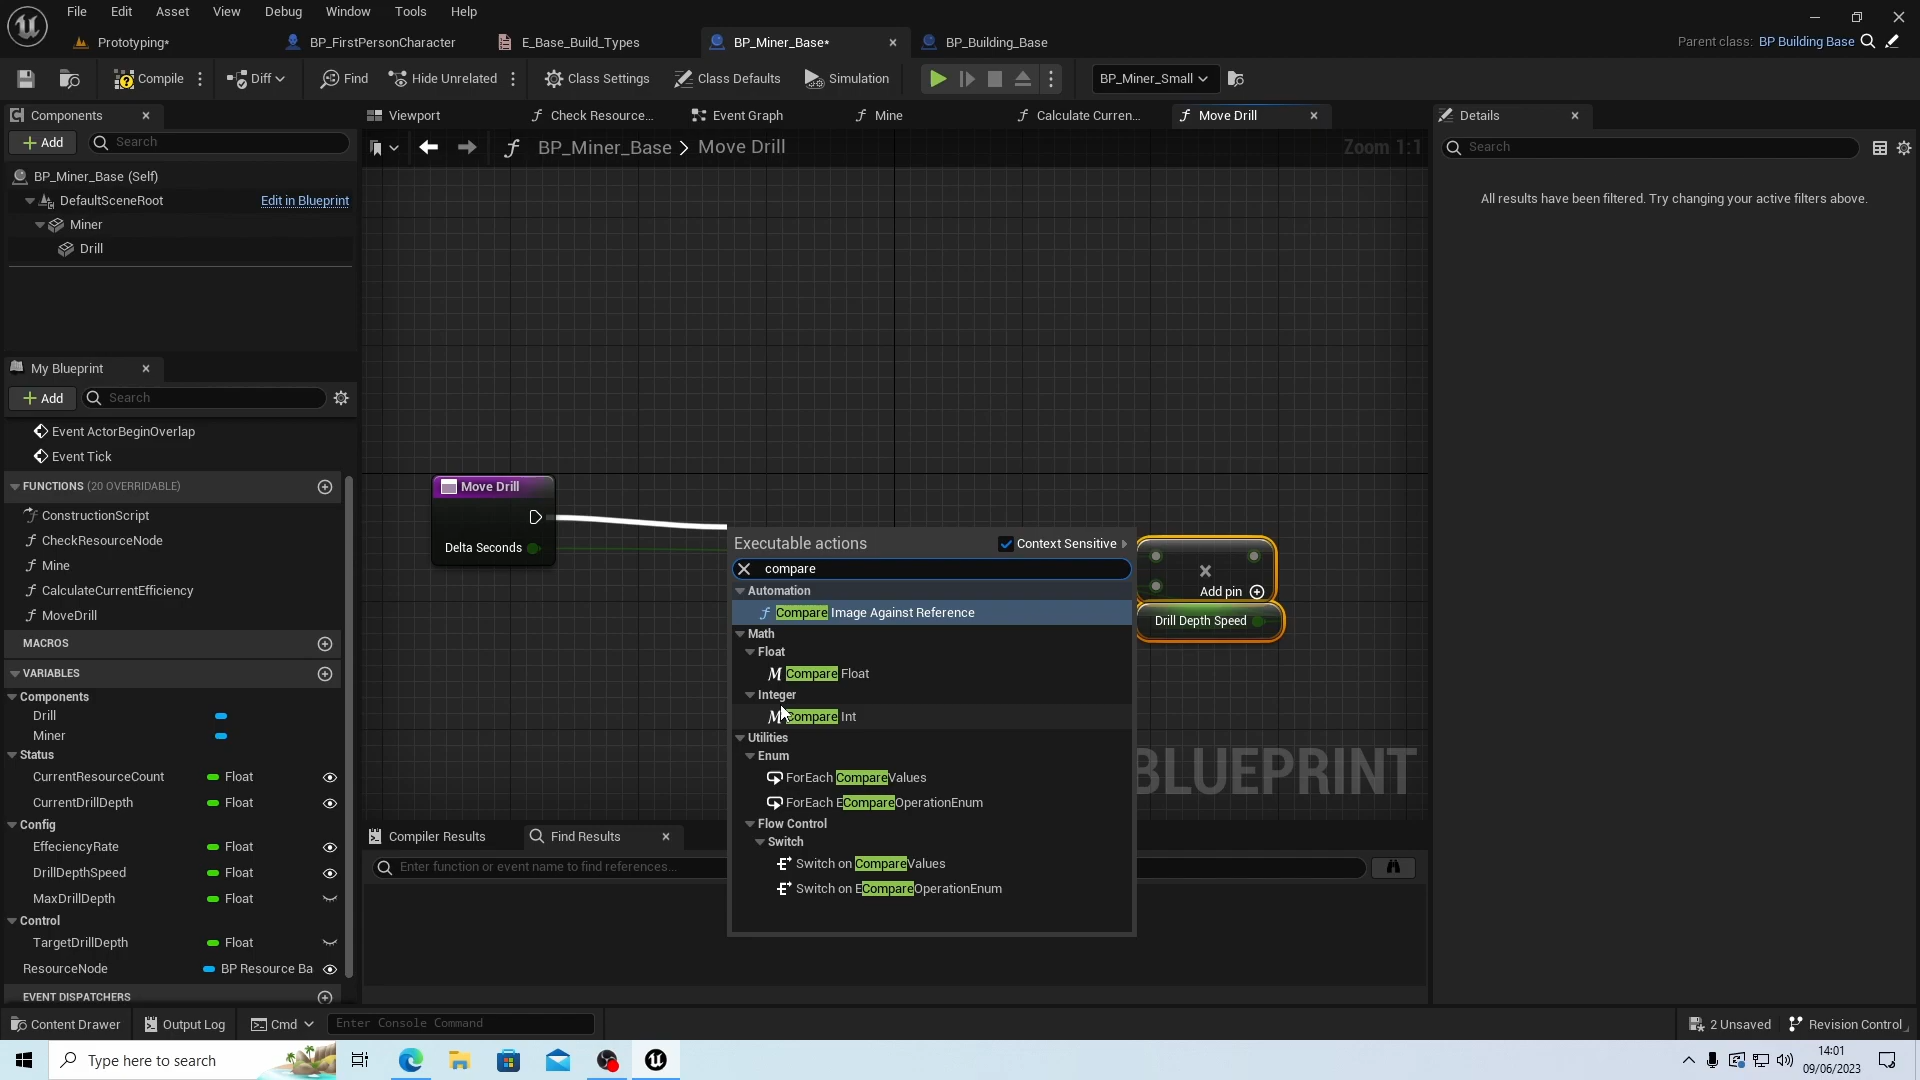 File Edit Asset View Debug Window Tools Help
Prototyping* BP_FirstPersonCharacter E_Base_Build_Types BP_Miner_Base* BP_Building_Base
Parent class: BP Building Base
Compile Diff Find Hide Unrelated Class Settings Class Defaults Simulation BP_Miner_Small
Components
Add Search
BP_Miner_Base (Self)
DefaultSceneRoot Edit in Blueprint
Miner
Drill
My Blueprint
Add Search
Event ActorBeginOverlap
Event Tick
FUNCTIONS (20 OVERRIDABLE)
ConstructionScript
CheckResourceNode
Mine
CalculateCurrentEfficiency
MoveDrill
MACROS
VARIABLES
Components
Drill
Miner
Status
CurrentResourceCount Float
CurrentDrillDepth Float
Config
EffeciencyRate Float
DrillDepthSpeed Float
MaxDrillDepth Float
Control
TargetDrillDepth Float
ResourceNode BP Resource Ba
EVENT DISPATCHERS
Viewport Check Resource... Event Graph Mine Calculate Curren... Move Drill
BP_Miner_Base > Move Drill
Zoom 1:1
Move Drill
Delta Seconds
Executable actions Context Sensitive
compare
Automation
Compare Image Against Reference
Math
Float
Compare Float
Integer
Compare Int
Utilities
Enum
ForEach CompareValues
ForEach ECompareOperationEnum
Flow Control
Switch
Switch on CompareValues
Switch on ECompareOperationEnum
Add pin
Drill Depth Speed
BLUEPRINT
Compiler Results Find Results
Enter function or event name to find references...
Details
Search
All results have been filtered. Try changing your active filters above.
Content Drawer Output Log Cmd Enter Console Command 2 Unsaved Revision Control
Type here to search
14:01
09/06/2023